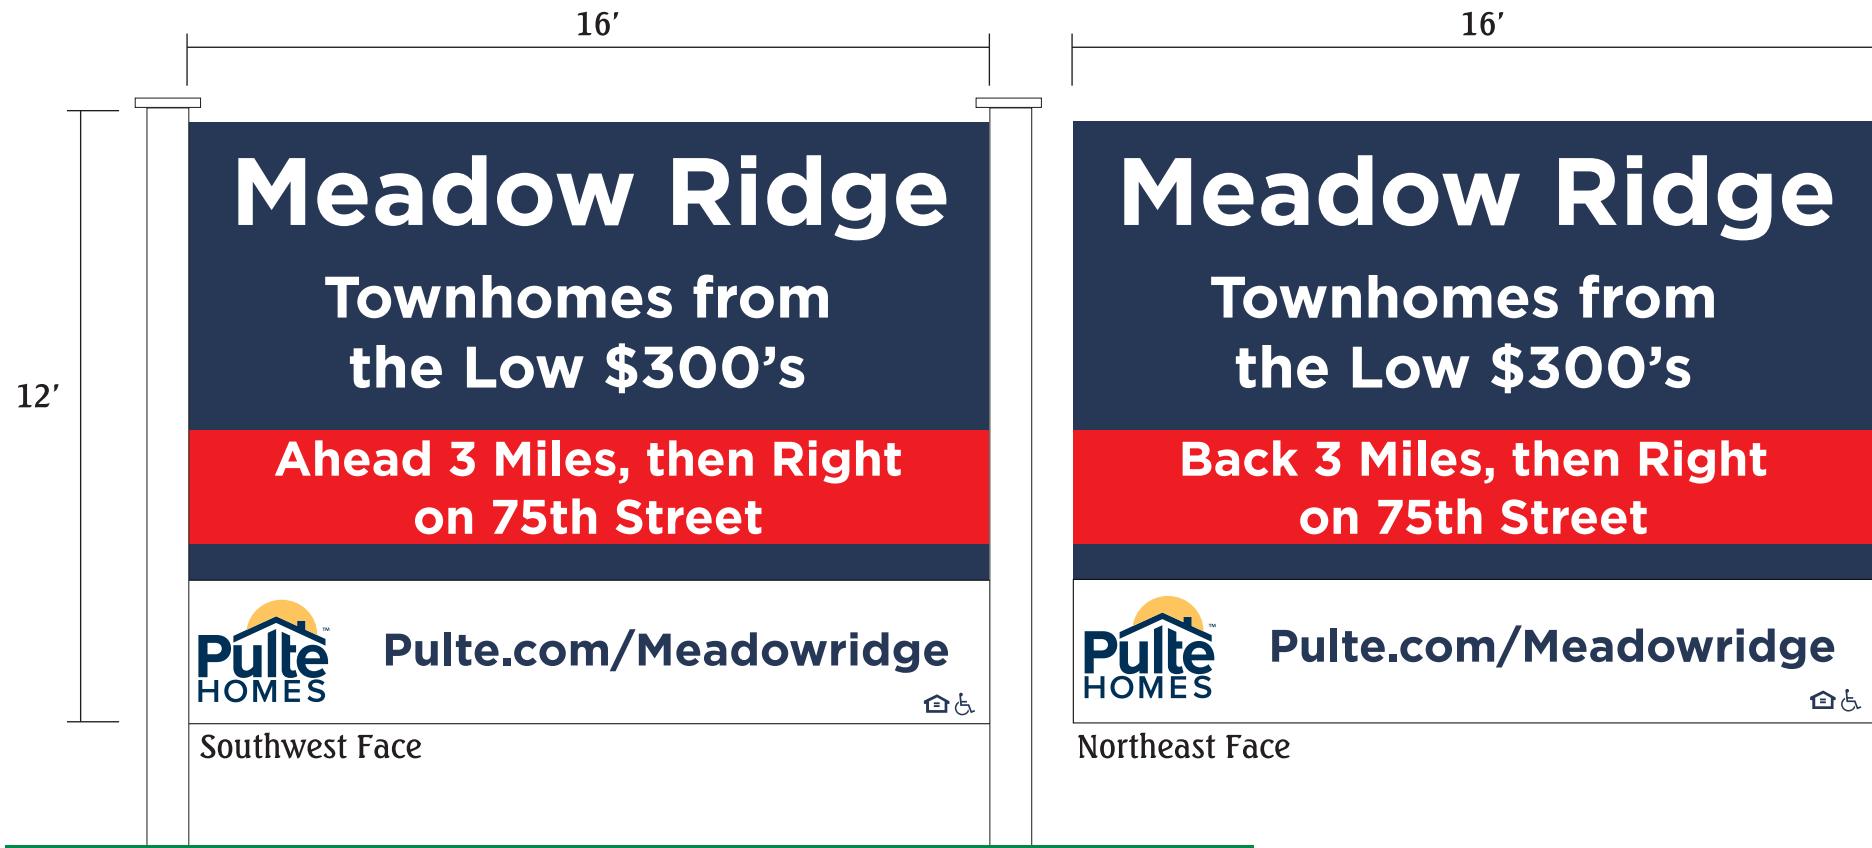 16′
16′
12′
Meadow Ridge
Townhomes from
the Low $300’s
Ahead 3 Miles, then Right
on 75th Street
Pulte™
HOMES
Pulte.com/Meadowridge
Southwest Face
Meadow Ridge
Townhomes from
the Low $300’s
Back 3 Miles, then Right
on 75th Street
Pulte™
HOMES
Pulte.com/Meadowridge
Northeast Face